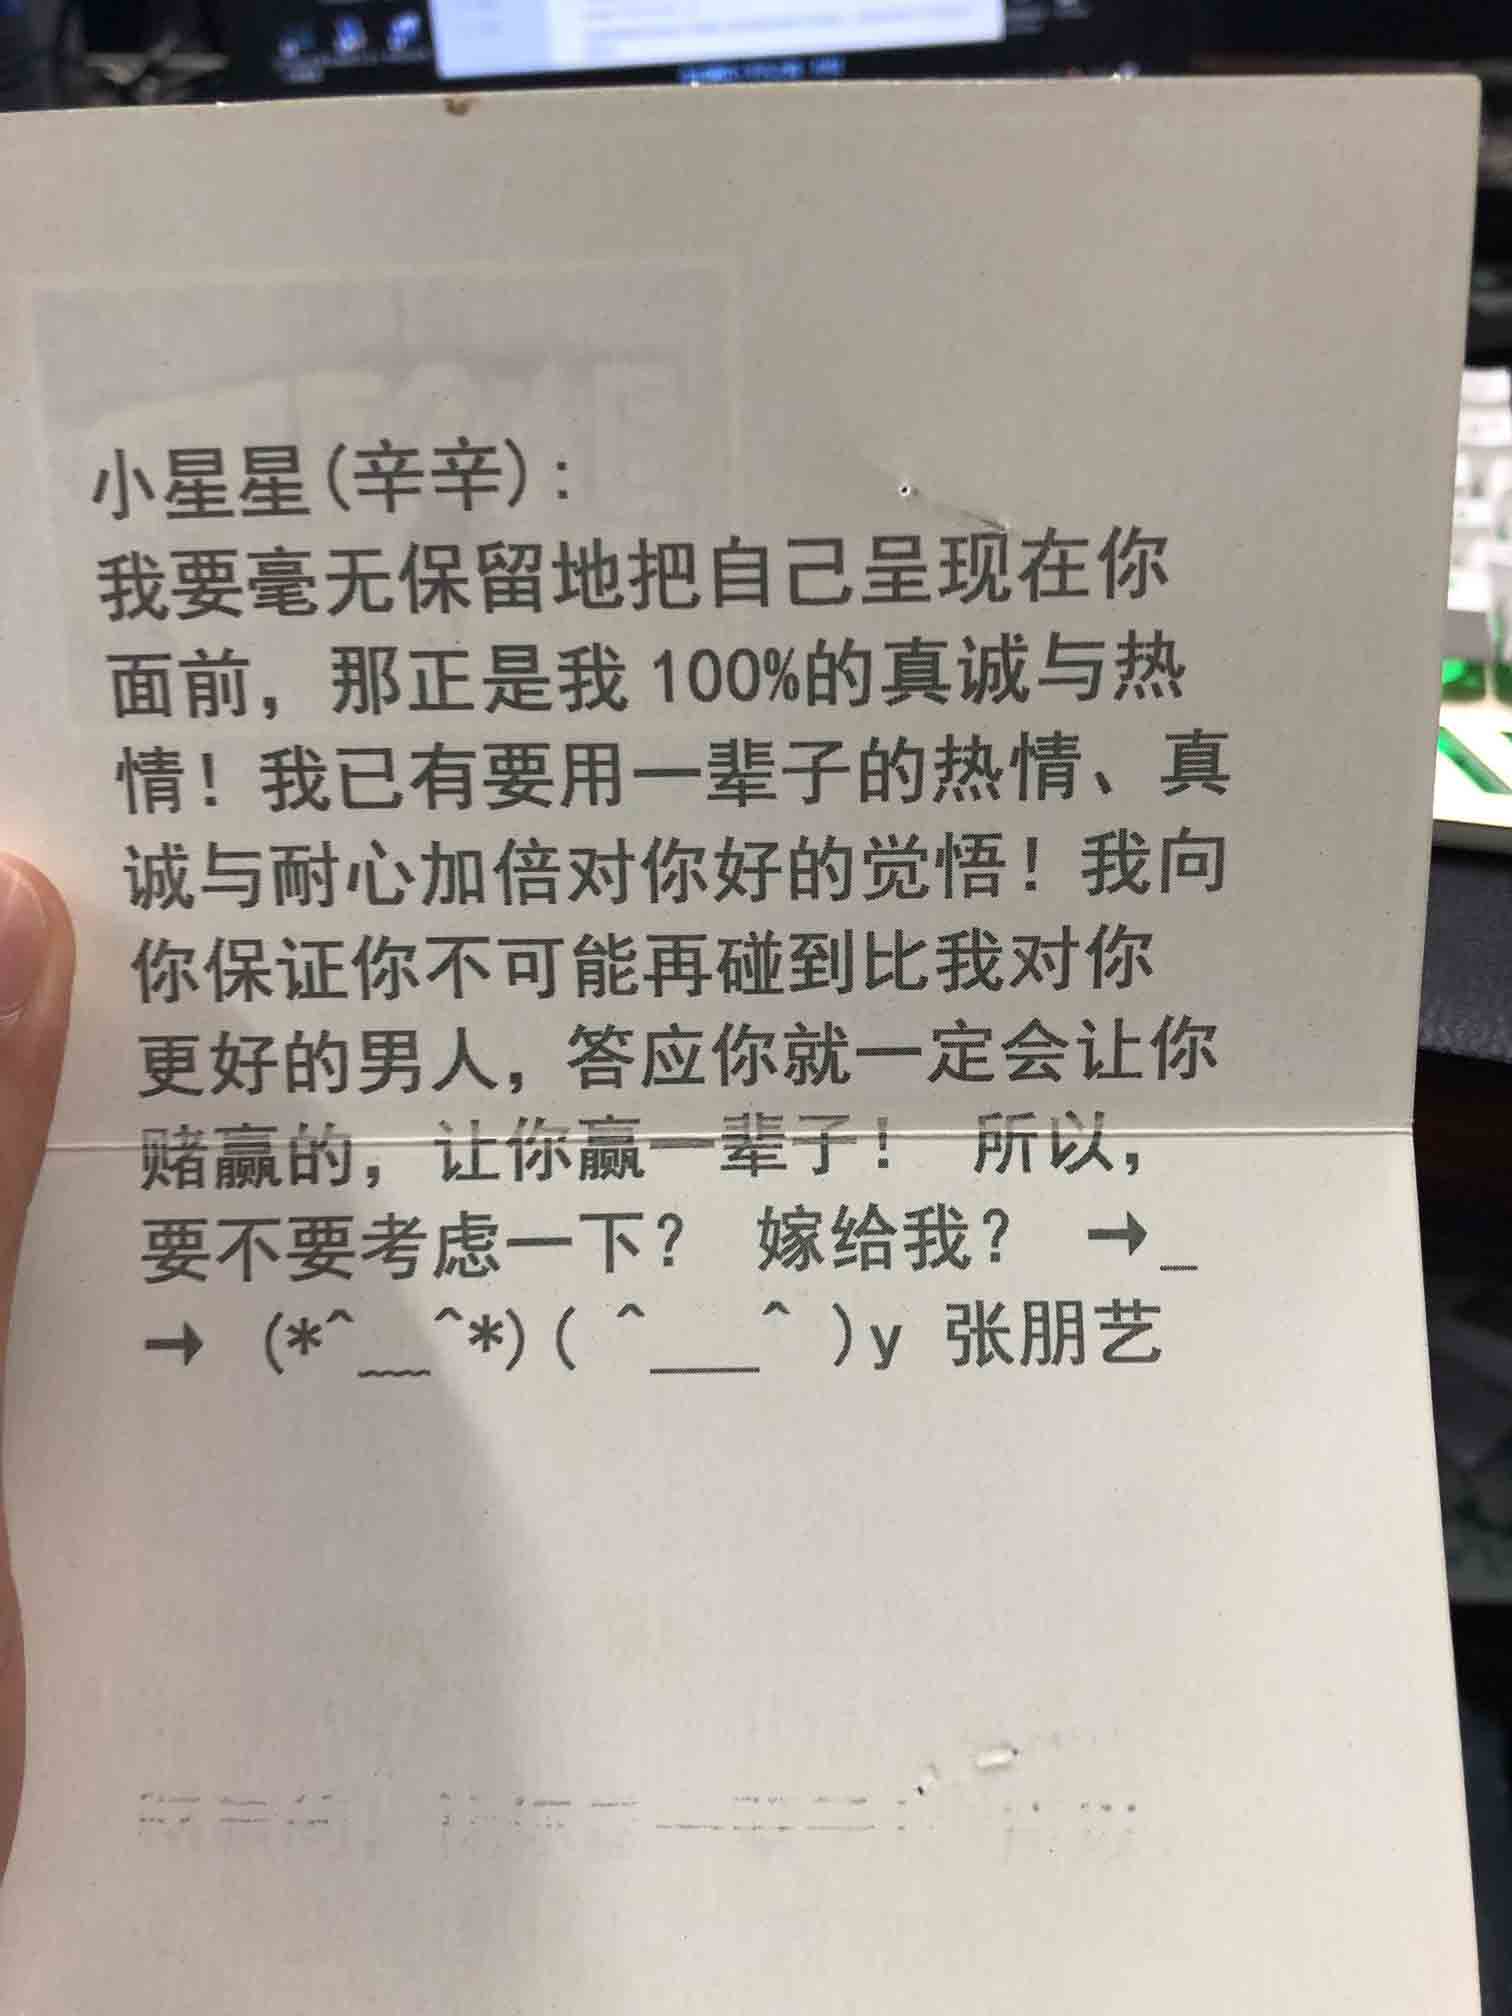 小星星(辛辛):
我要毫无保留地把自己呈现在你
面前，那正是我100%的真诚与热
情！我已有要用一辈子的热情、真
诚与耐心加倍对你好的觉悟！我向
你保证你不可能再碰到比我对你
更好的男人，答应你就一定会让你
赌赢的，让你赢一辈子！ 所以，
要不要考虑一下？ 嫁给我？ →_
→ (*^﹏^*)( ^___^ )y 张朋艺